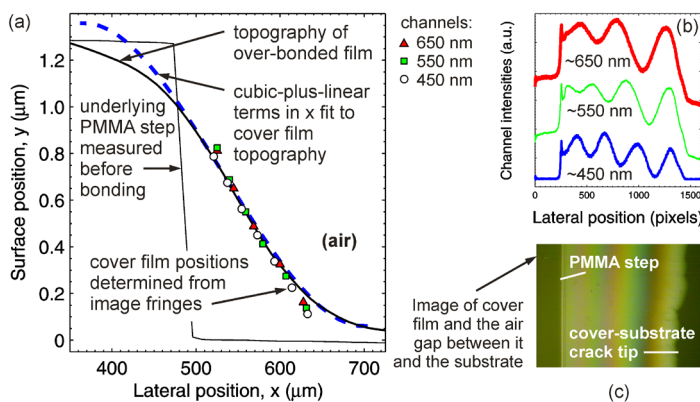 (a)
topography of
over-bonded film
cubic-plus-linear
terms in x fit to
cover film
topography
underlying
PMMA step
measured
before
bonding
(air)
cover film positions
determined from
image fringes
Surface position, y (μm)
1.2
1.0
0.8
0.6
0.4
0.2
0
400
500
600
700
Lateral position, x (μm)
channels:
650 nm
550 nm
450 nm
(b)
Channel intensities (a.u.)
~650 nm
~550 nm
~450 nm
0
500
1000
1500
Lateral position (pixels)
Image of cover
film and the air
gap between it
and the substrate
PMMA step
cover-substrate
crack tip
(c)